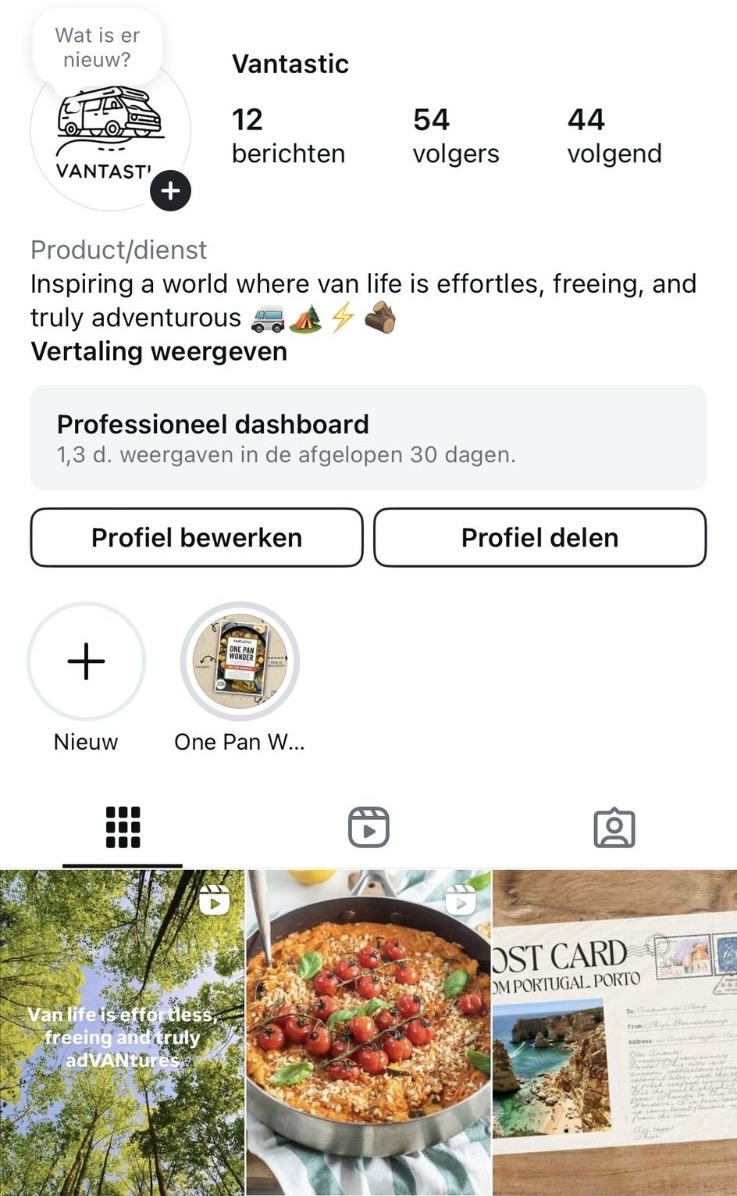 Wat is er
nieuw?
Vantastic
12 berichten
54 volgers
44 volgend
VANTASTI
Product/dienst
Inspiring a world where van life is effortles, freeing, and
truly adventurous 🚐🏕️⚡🪵
Vertaling weergeven
Professioneel dashboard
1,3 d. weergaven in de afgelopen 30 dagen.
Profiel bewerken
Profiel delen
VANTASTIC
ONE PAN
WONDER
Nieuw
One Pan W...
Van life is effortless,
freeing and truly
adVANtures
OST CARD
OM PORTUGAL. PORTO
To:
From:
Address: